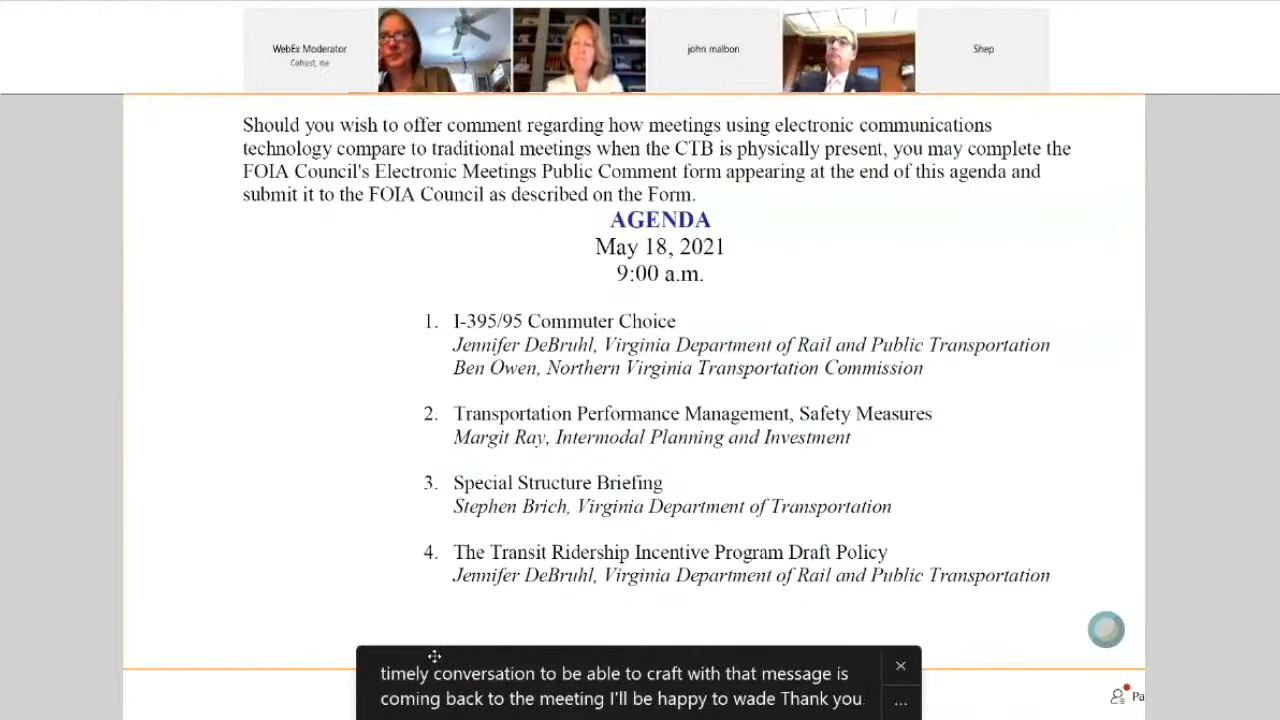 WebEx Moderator
Cohost, me
john malbon
Shep
Should you wish to offer comment regarding how meetings using electronic communications
technology compare to traditional meetings when the CTB is physically present, you may complete the
FOIA Council's Electronic Meetings Public Comment form appearing at the end of this agenda and
submit it to the FOIA Council as described on the Form.
AGENDA
May 18, 2021
9:00 a.m.
1. I-395/95 Commuter Choice
Jennifer DeBruhl, Virginia Department of Rail and Public Transportation
Ben Owen, Northern Virginia Transportation Commission
2. Transportation Performance Management, Safety Measures
Margit Ray, Intermodal Planning and Investment
3. Special Structure Briefing
Stephen Brich, Virginia Department of Transportation
4. The Transit Ridership Incentive Program Draft Policy
Jennifer DeBruhl, Virginia Department of Rail and Public Transportation
timely conversation to be able to craft with that message is
coming back to the meeting I'll be happy to wade Thank you.
Pa